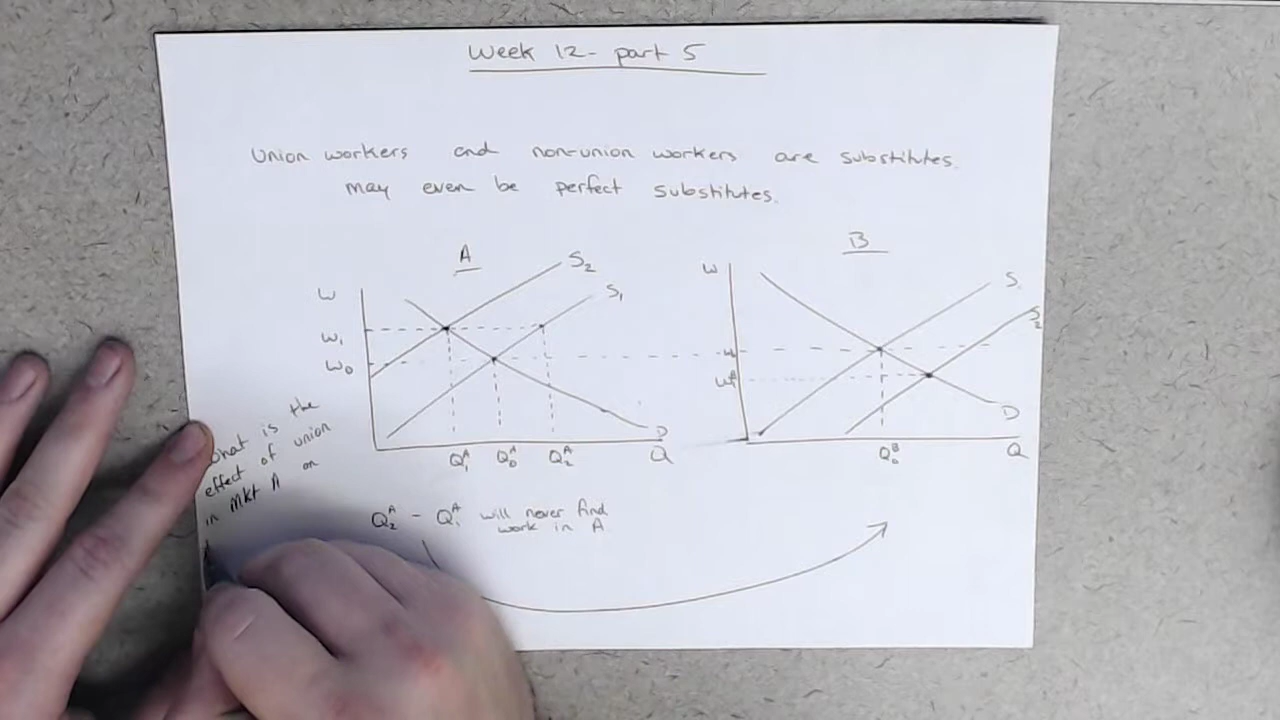 Week 12- part 5
Union workers and non-union workers are substitutes.
may even be perfect substitutes.
A
S₂
S₁
W
W₁
W₀
D
Q₁ᴬ Q₀ᴬ Q₂ᴬ Q
B
W
S
S₂
D
Q₀ᴮ Q
What is the
effect of union
in Mkt A on
Q₂ᴬ - Q₁ᴬ will never find
work in A